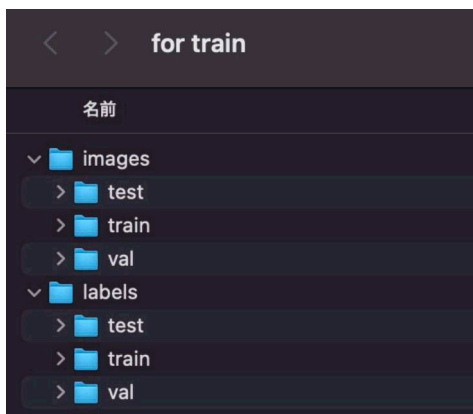 for train
名前
images
test
train
val
labels
test
train
val